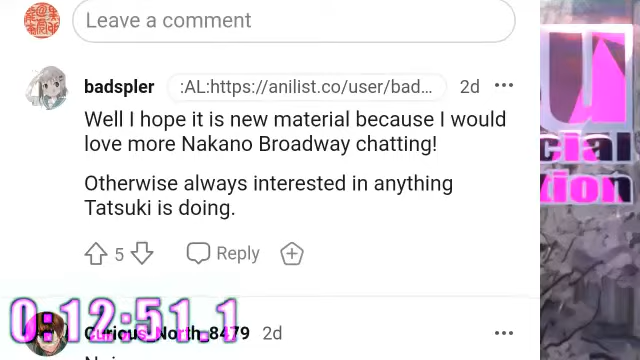 Leave a comment
badspler :AL:https://anilist.co/user/bad... 2d
Well I hope it is new material because I would
love more Nakano Broadway chatting!
Otherwise always interested in anything
Tatsuki is doing.
5 Reply
0:12:51.1
Curious_North_8479 2d
u
cial
tion